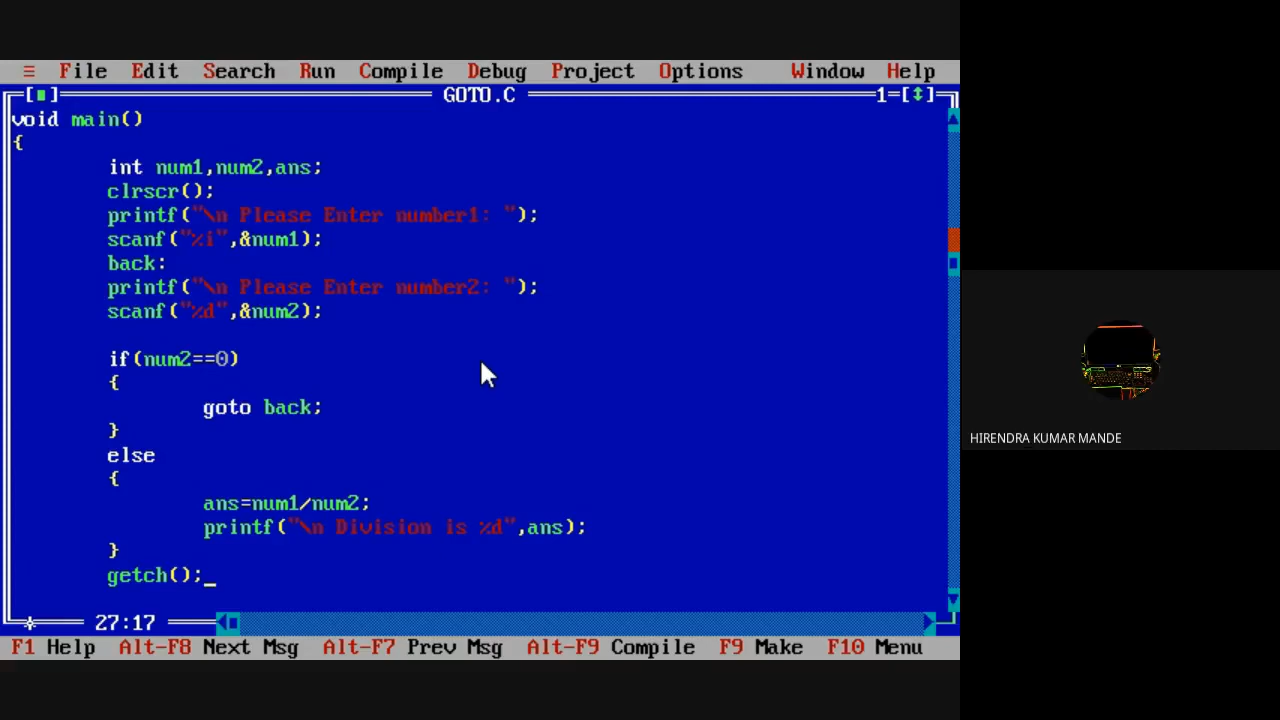 ≡ File Edit Search Run Compile Debug Project Options Window Help
[■] GOTO.C 1=[↕]
void main()
{
int num1,num2,ans;
clrscr();
printf("\n Please Enter number1: ");
scanf("%i",&num1);
back:
printf("\n Please Enter number2: ");
scanf("%d",&num2);
if(num2==0)
{
goto back;
}
else
{
ans=num1/num2;
printf("\n Division is %d",ans);
}
getch();_
27:17
F1 Help Alt-F8 Next Msg Alt-F7 Prev Msg Alt-F9 Compile F9 Make F10 Menu
HIRENDRA KUMAR MANDE